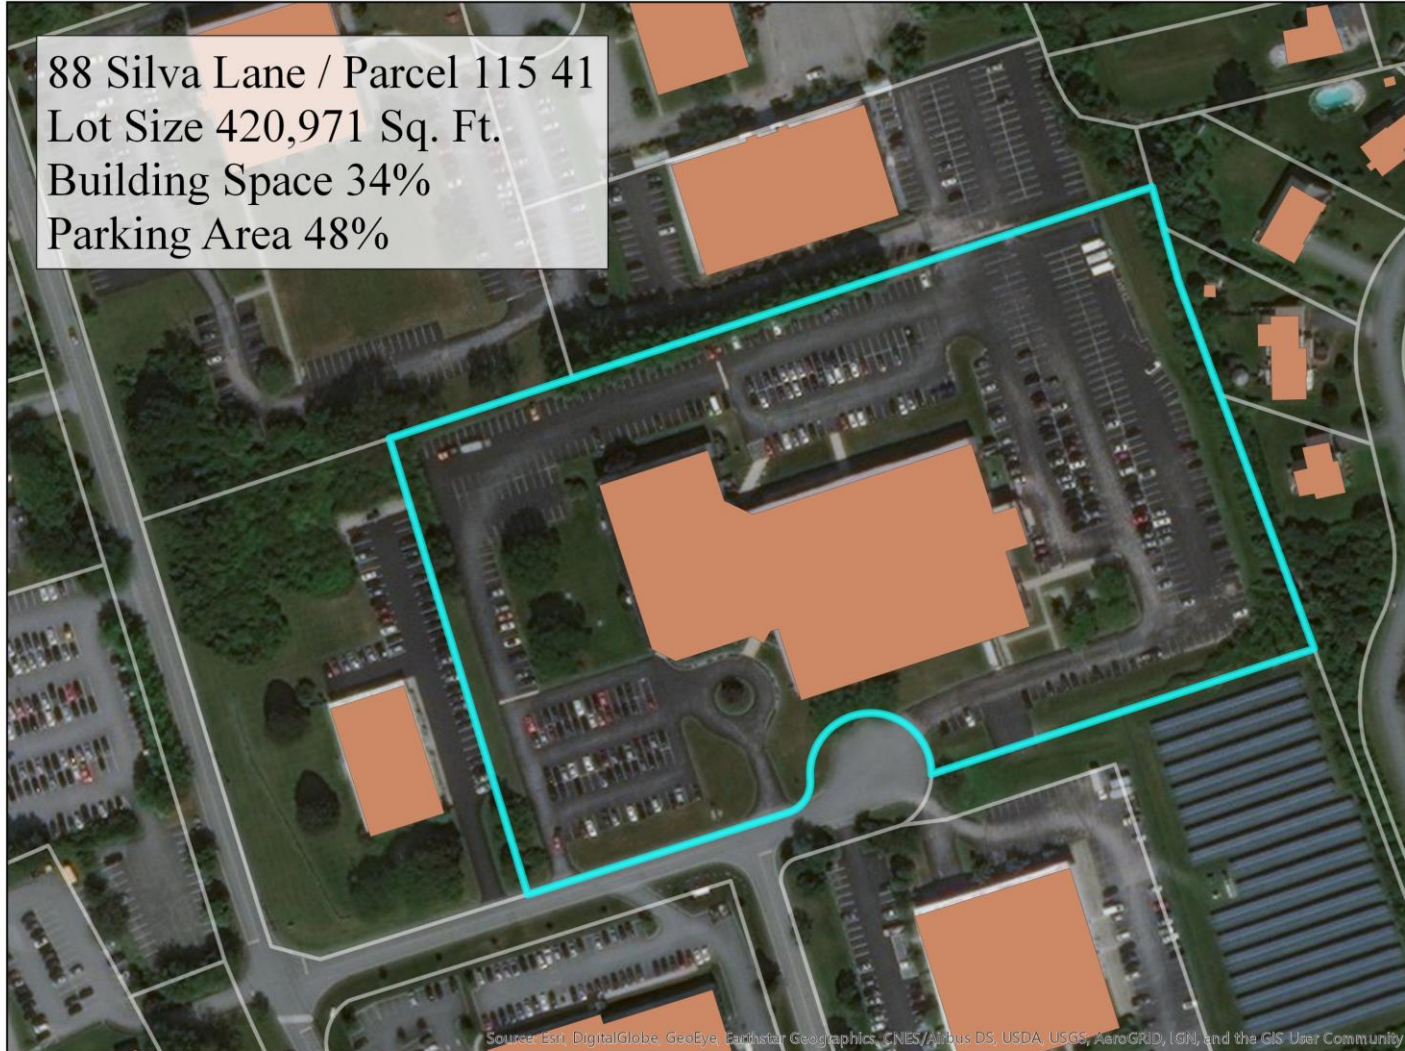 88 Silva Lane / Parcel 115 41
Lot Size 420,971 Sq. Ft.
Building Space 34%
Parking Area 48%
Source: Esri, DigitalGlobe, GeoEye, Earthstar Geographics, CNES/Airbus DS, USDA, USGS, AeroGRID, IGN, and the GIS User Community